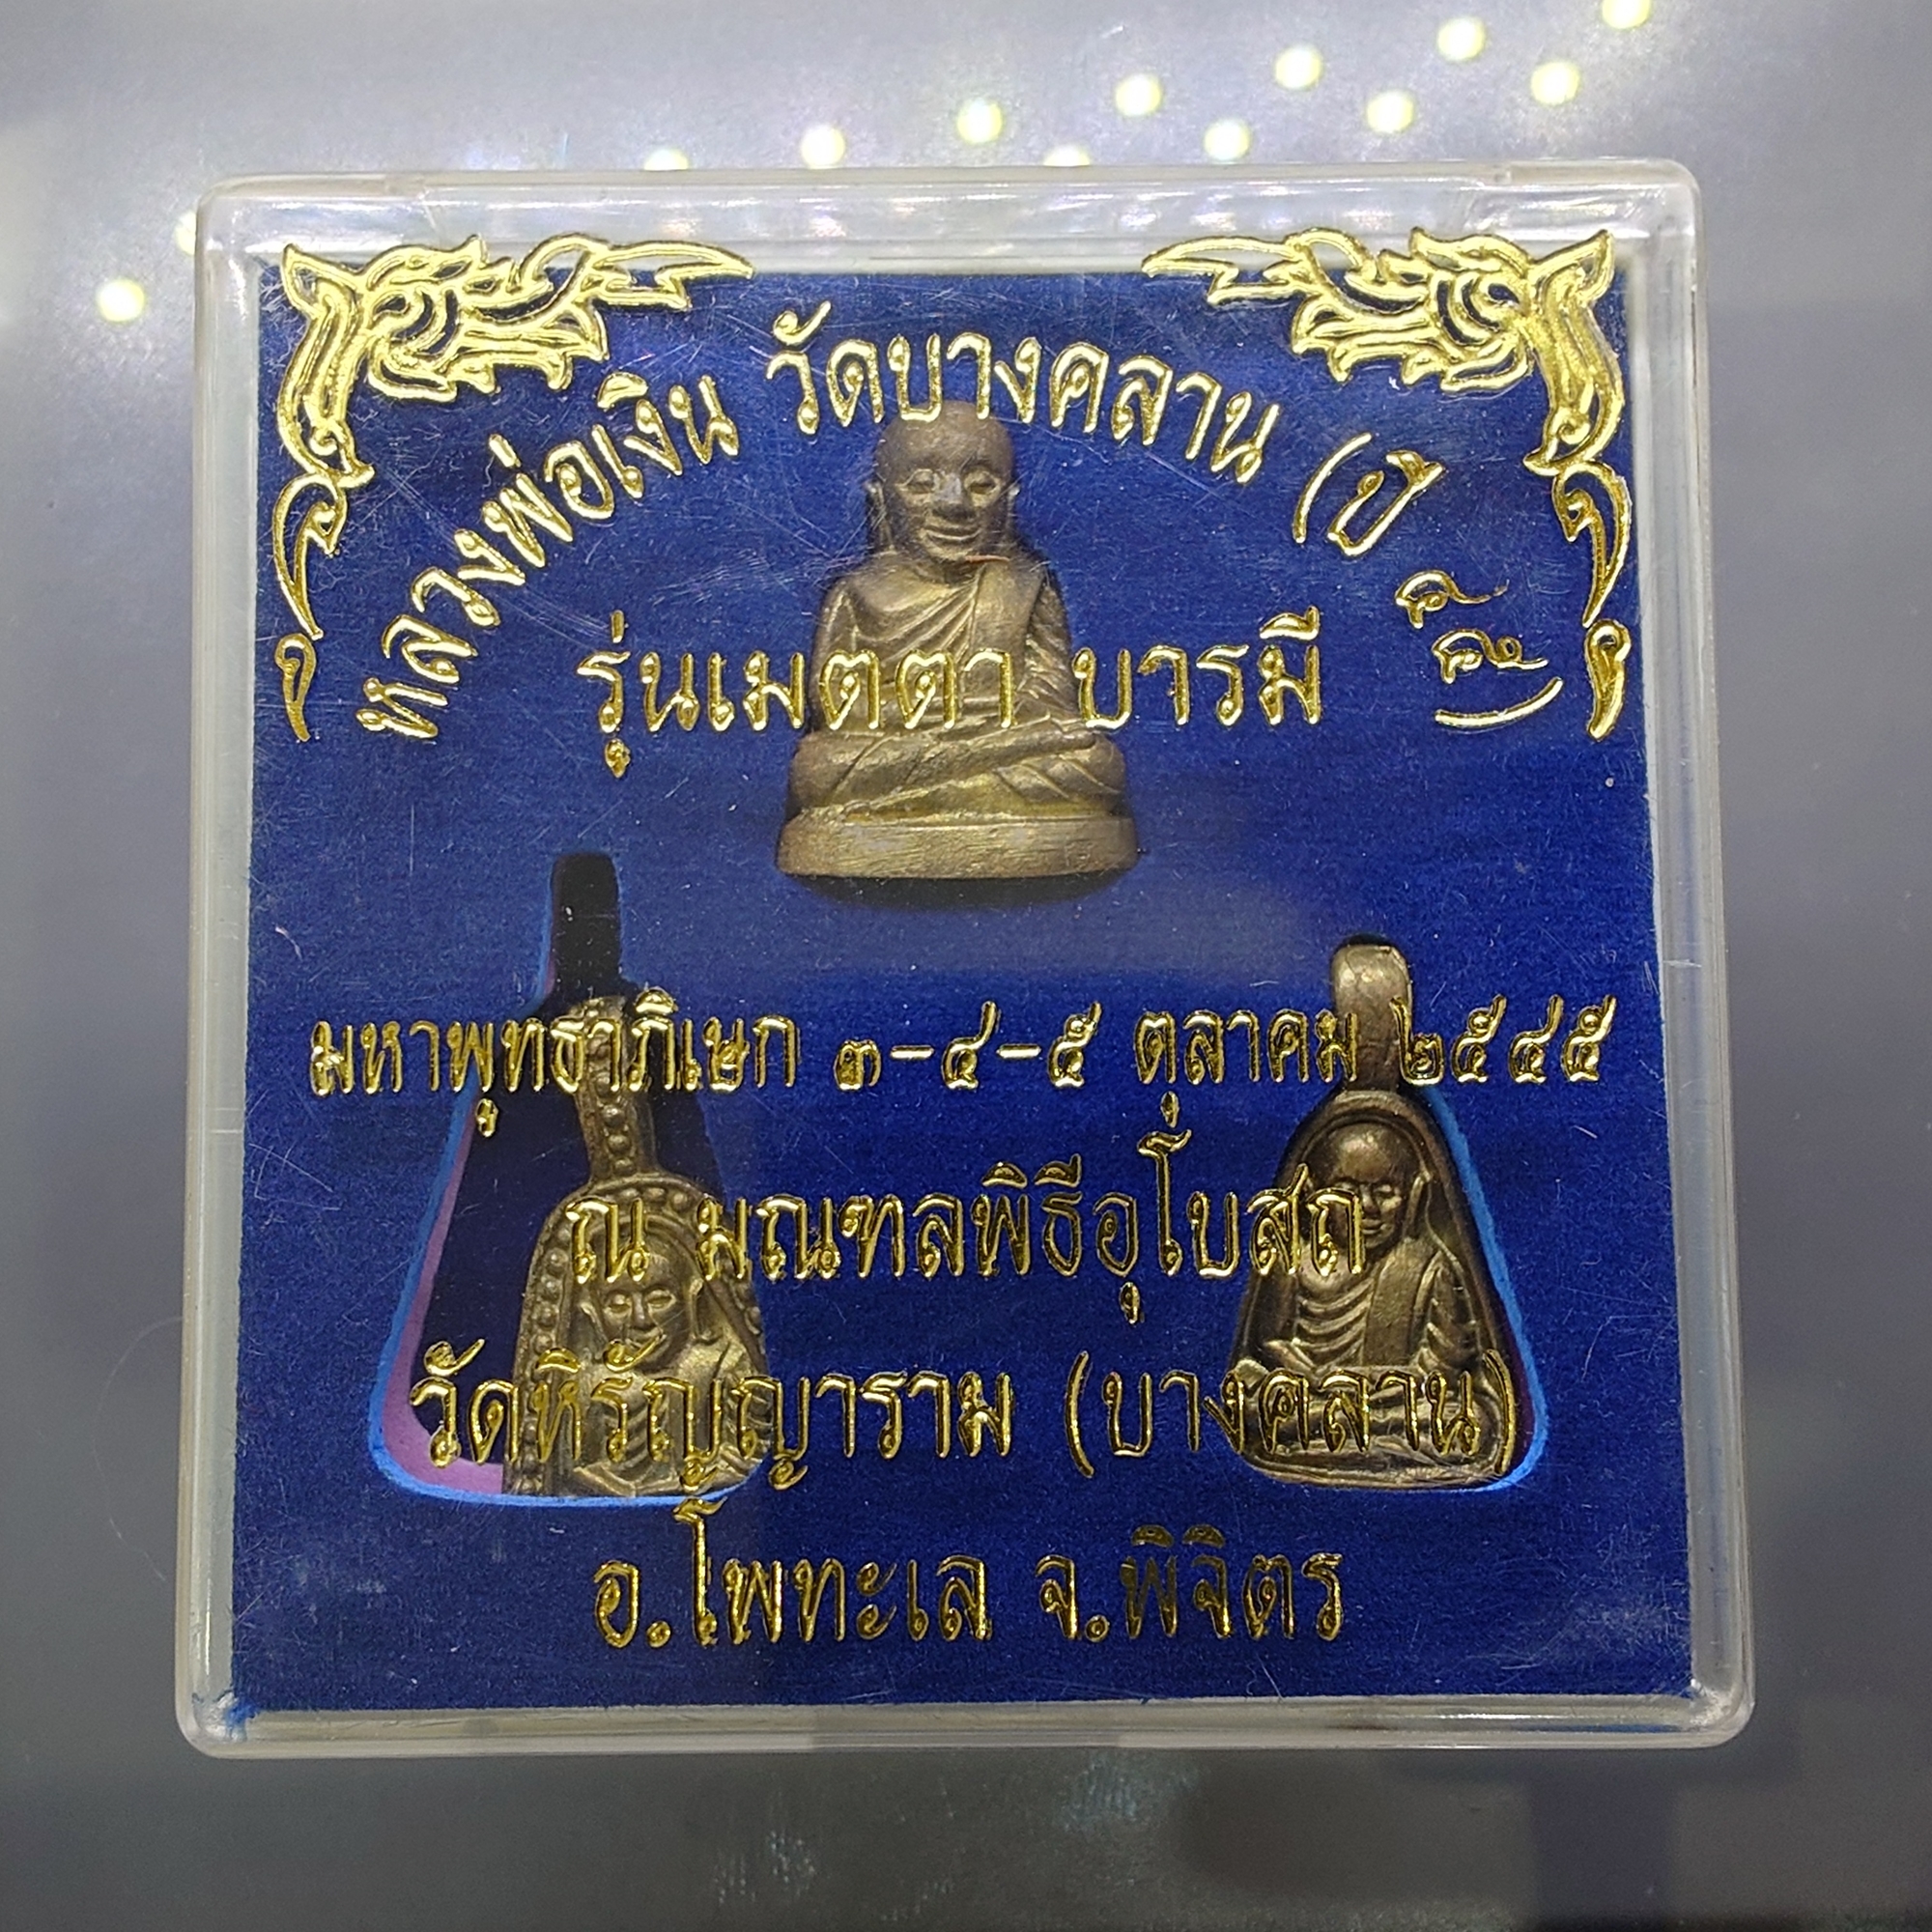 หลวงพ่อเงิน วัดบางคลาน (ปี ๔๕)
รุ่นเมตตา บารมี
มหาพุทธาภิเษก ๓-๔-๕ ตุลาคม ๒๕๔๕
ณ มณฑลพิธีอุโบสถ
วัดหิรัญญาราม (บางคลาน)
อ.โพทะเล จ.พิจิตร